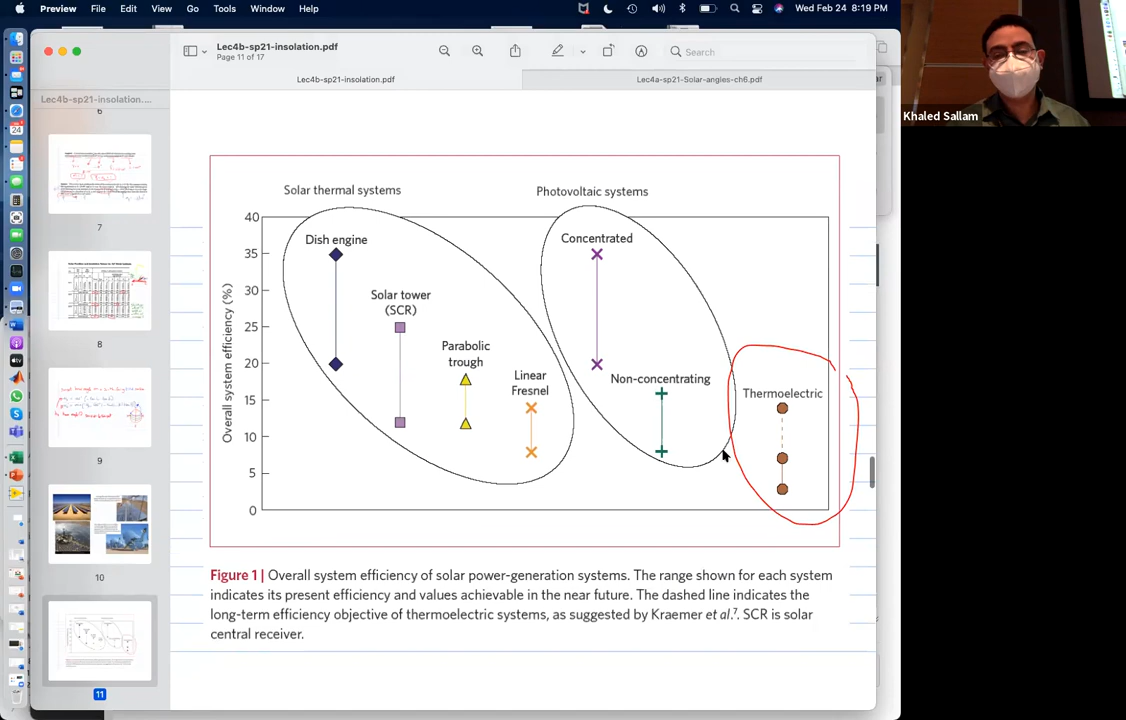 Preview File Edit View Go Tools Window Help
Wed Feb 24 8:19 PM
Lec4b-sp21-insolation.pdf
Page 11 of 17
Search
Lec4b-sp21-insolation.pdf
Lec4a-sp21-Solar-angles-ch6.pdf
Lec4b-sp21-insolation....
6
7
8
9
10
11
Khaled Sallam
Solar thermal systems
Photovoltaic systems
40
35
30
25
20
15
10
5
0
Overall system efficiency (%)
Dish engine
Solar tower
(SCR)
Parabolic
trough
Linear
Fresnel
Concentrated
Non-concentrating
Thermoelectric
Figure 1 | Overall system efficiency of solar power-generation systems. The range shown for each system
indicates its present efficiency and values achievable in the near future. The dashed line indicates the
long-term efficiency objective of thermoelectric systems, as suggested by Kraemer et al.⁷. SCR is solar
central receiver.